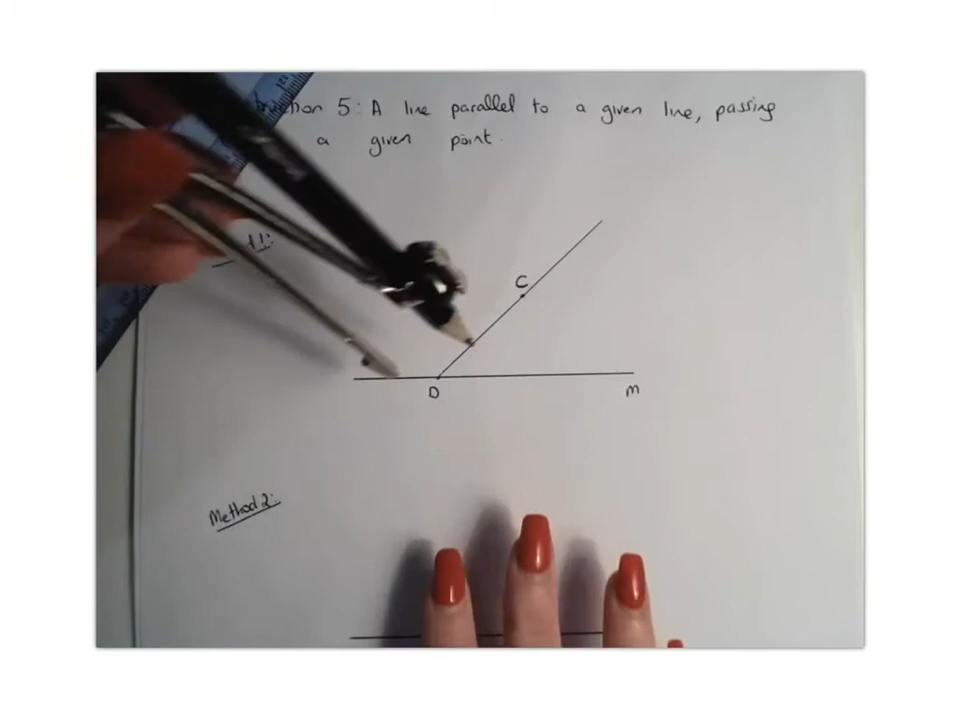 5: A line parallel to a given line, passing
a given point.
C
D
M
Method 2: